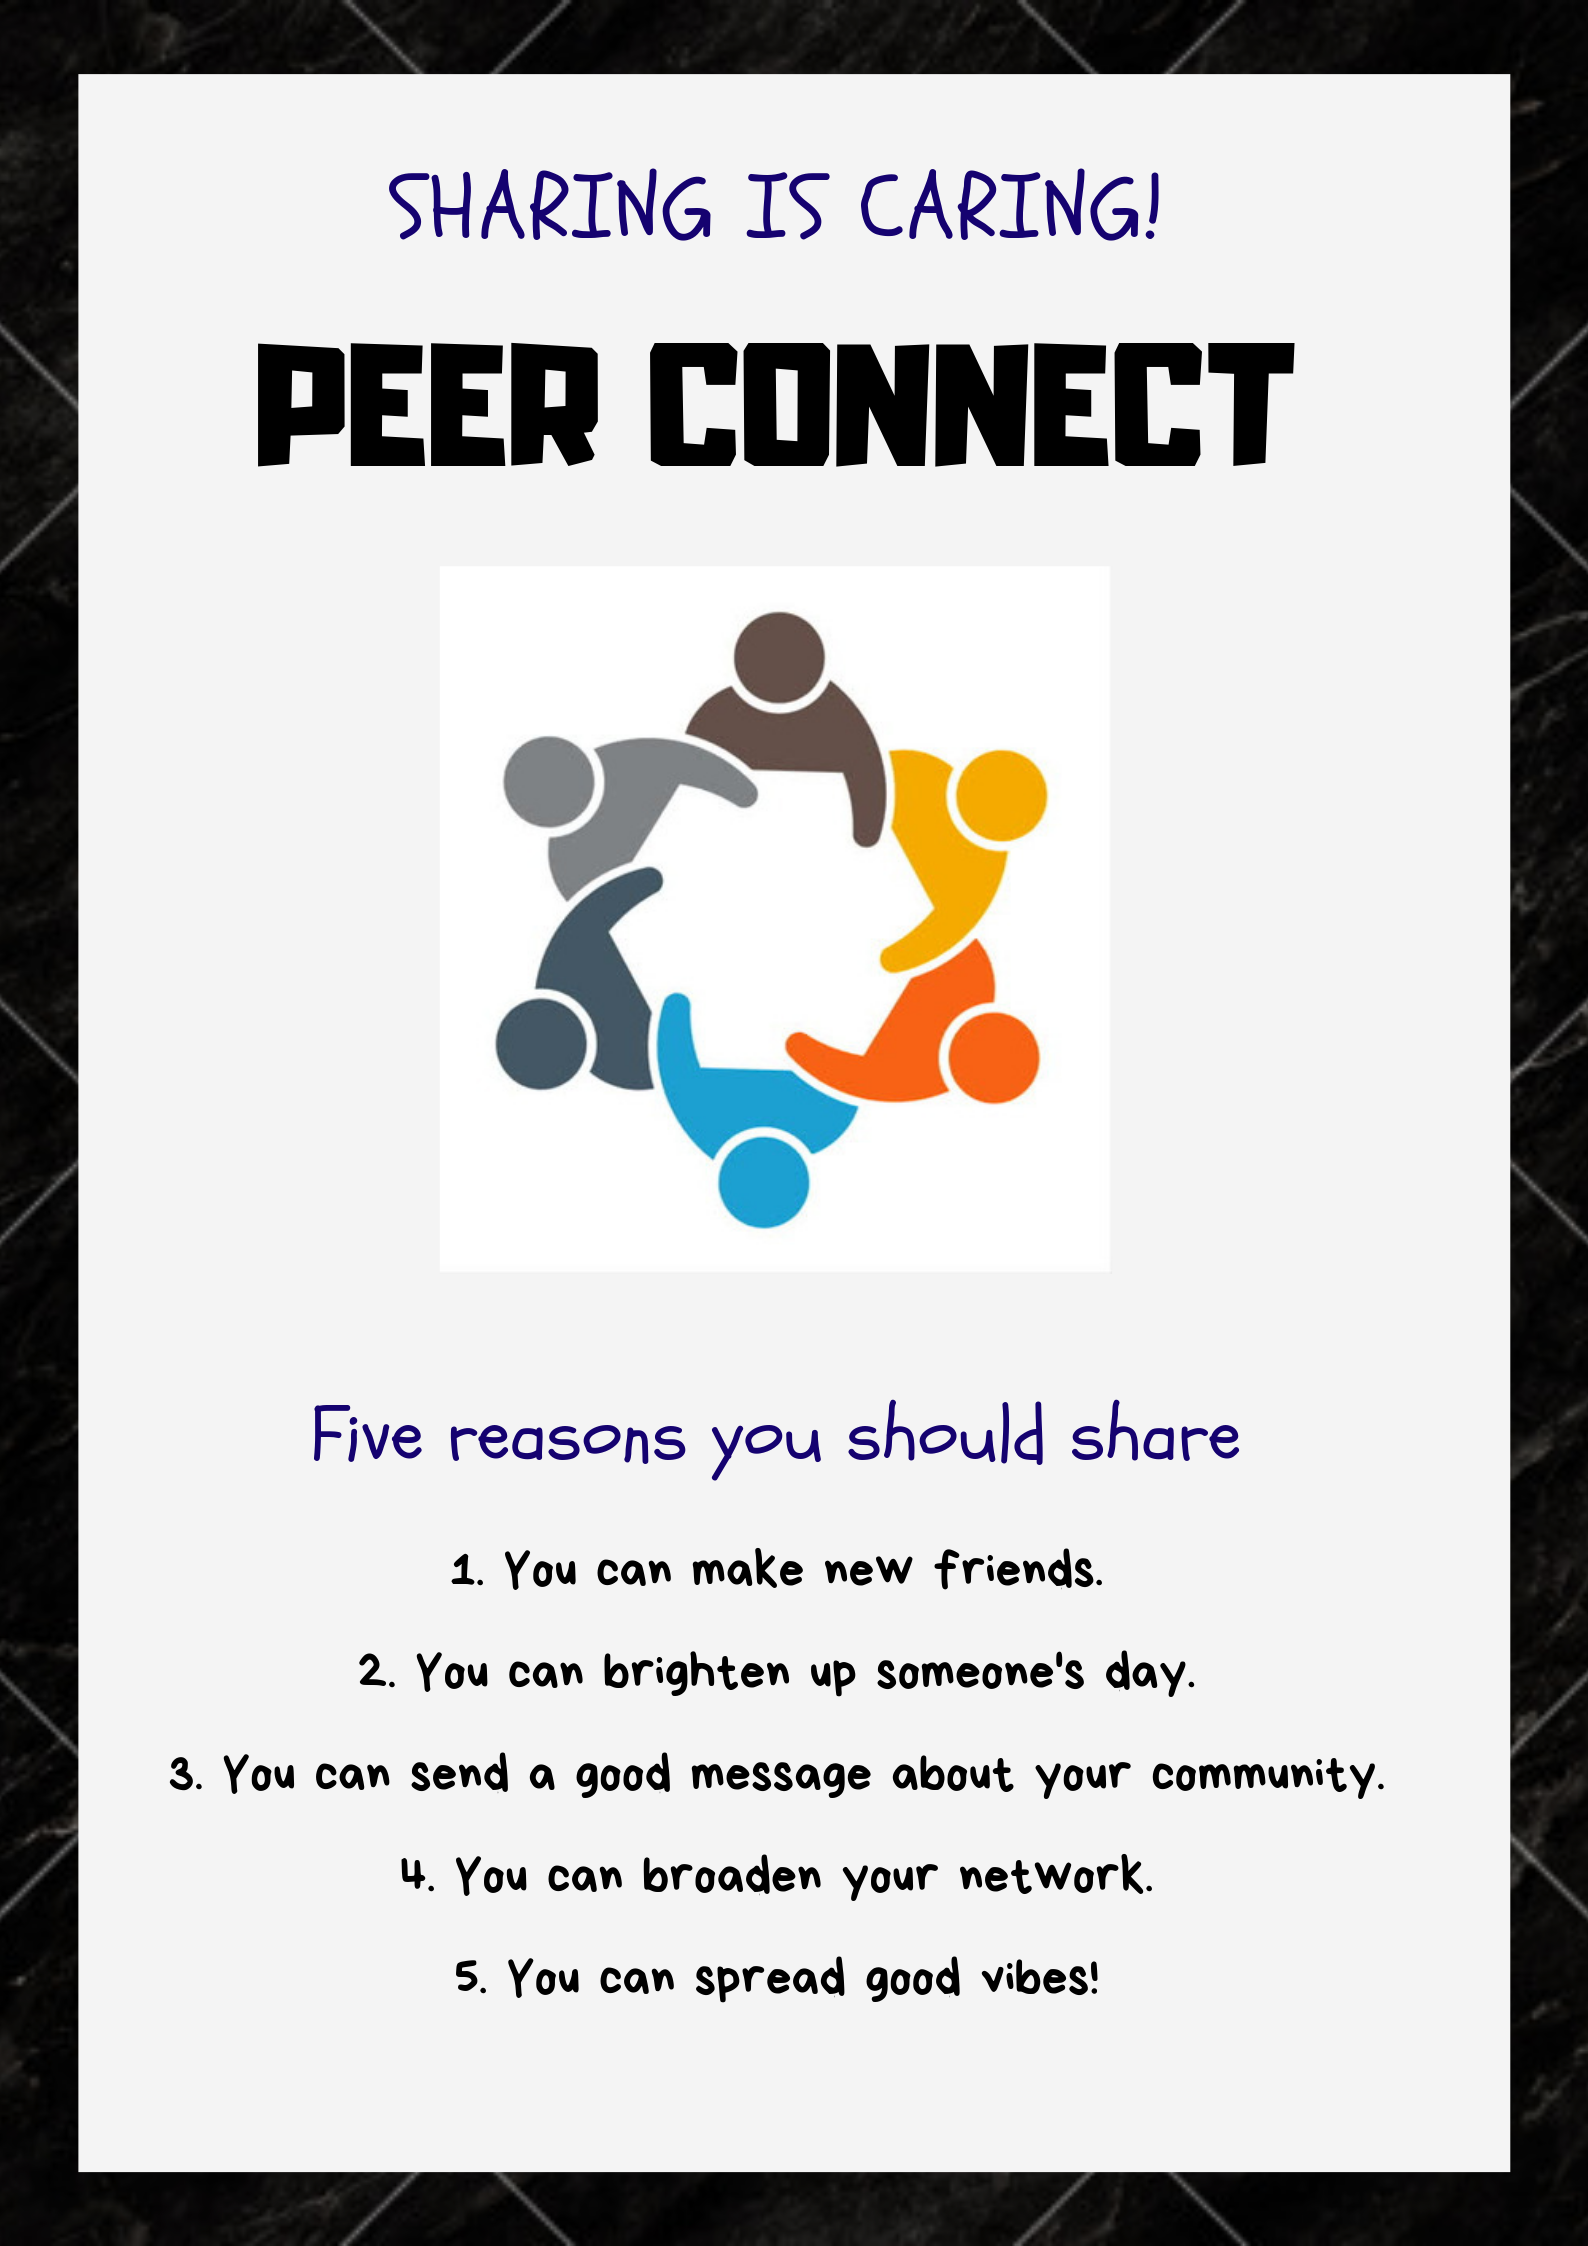 SHARING IS CARING!
PEER CONNECT
Five reasons you should share
1. You can make new friends.
2. You can brighten up someone's day.
3. You can send a good message about your community.
4. You can broaden your network.
5. You can spread good vibes!